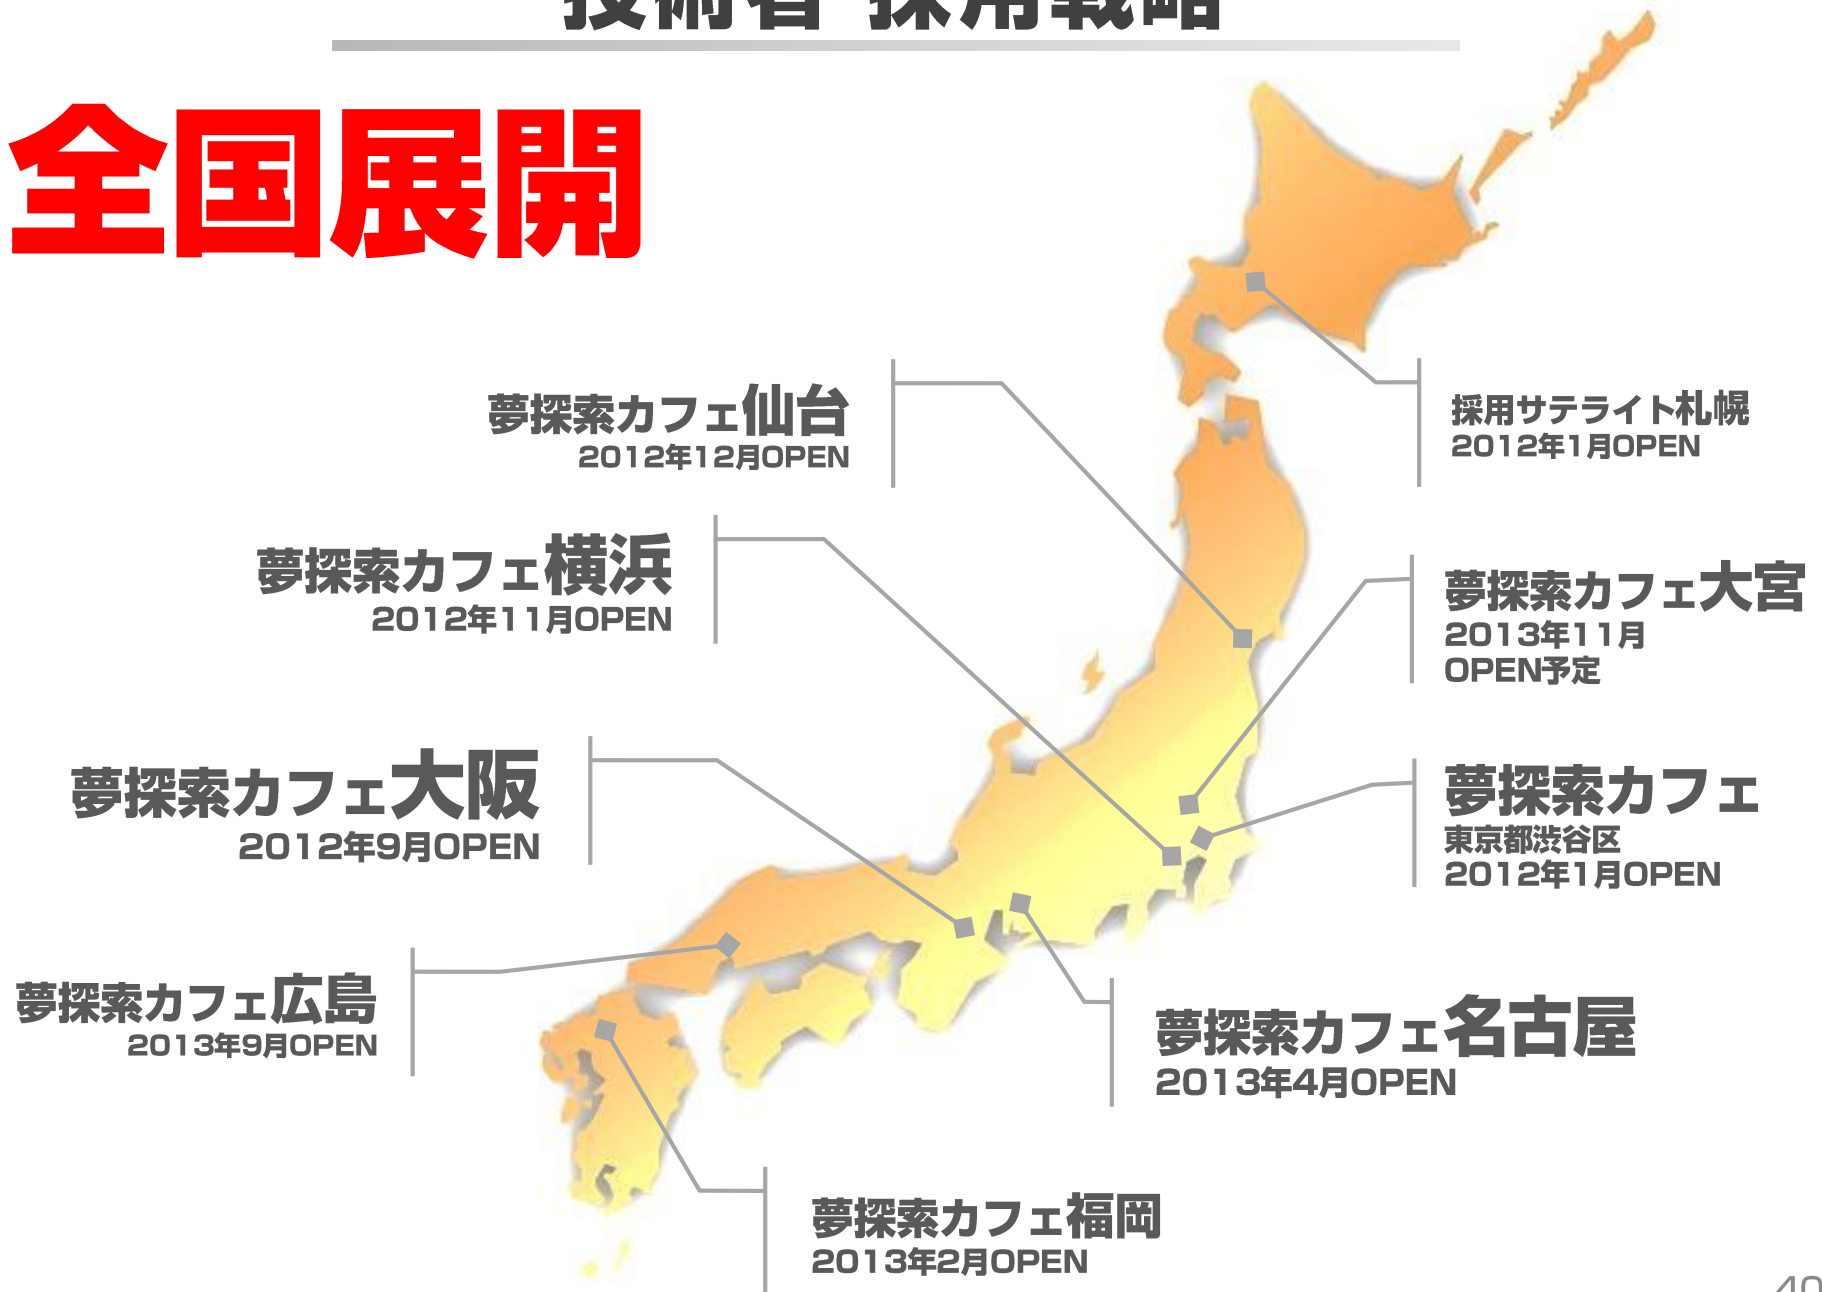 技術者 採用戦略
全国展開
夢探索カフェ仙台
2012年12月OPEN
採用サテライト札幌
2012年1月OPEN
夢探索カフェ横浜
2012年11月OPEN
夢探索カフェ大宮
2013年11月
OPEN予定
夢探索カフェ大阪
2012年9月OPEN
夢探索カフェ
東京都渋谷区
2012年1月OPEN
夢探索カフェ広島
2013年9月OPEN
夢探索カフェ名古屋
2013年4月OPEN
夢探索カフェ福岡
2013年2月OPEN
40